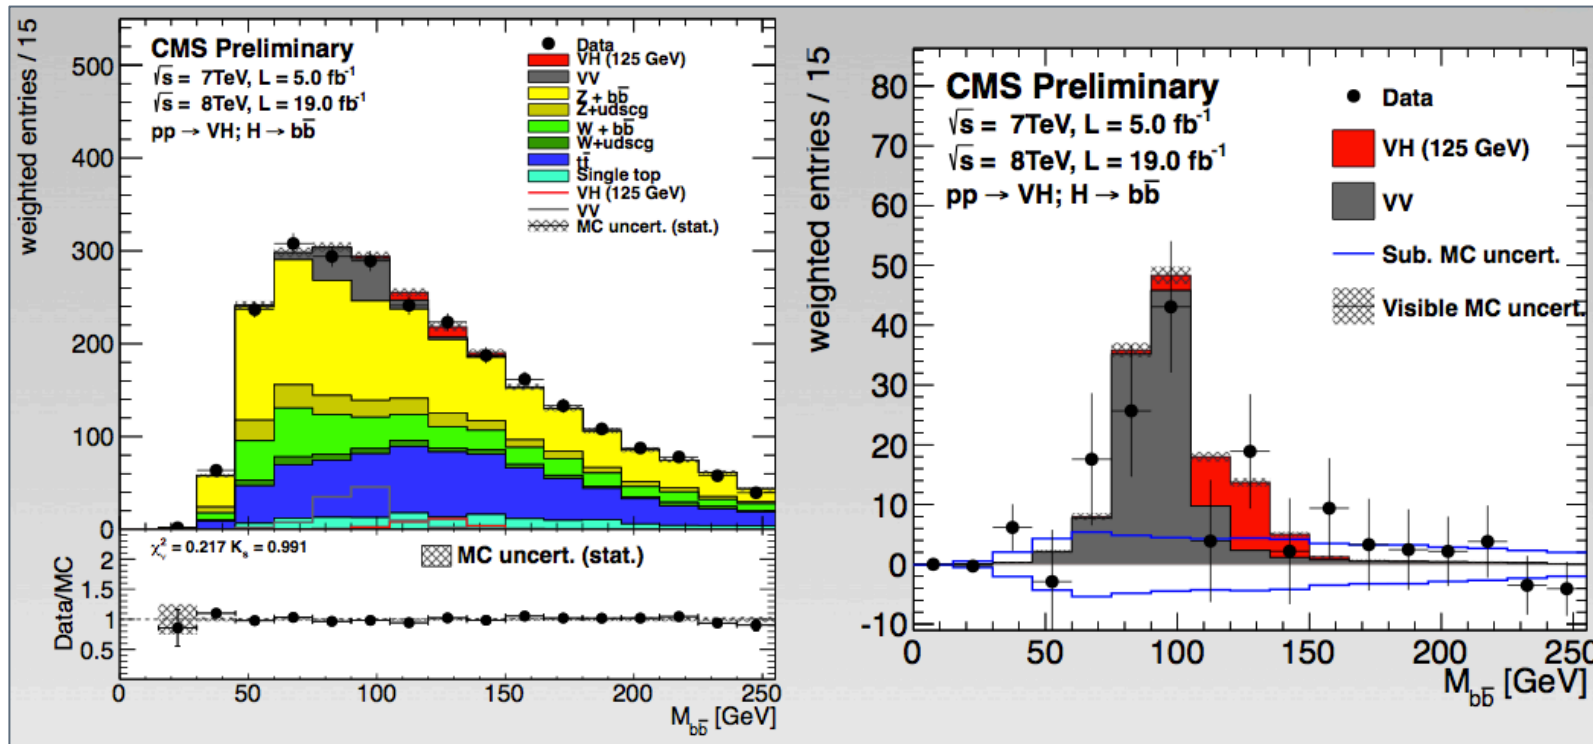 weighted entries / 15
CMS Preliminary
√s = 7TeV, L = 5.0 fb⁻¹
√s = 8TeV, L = 19.0 fb⁻¹
pp → VH; H → bb̅
Data
VH (125 GeV)
VV
Z + bb̅
Z+udscg
W + bb̅
W+udscg
tt̅
Single top
VH (125 GeV)
VV
MC uncert. (stat.)
500
400
300
200
100
0
χ²ᵥ = 0.217 Kₛ = 0.991
MC uncert. (stat.)
Data/MC
2
1.5
1
0.5
0 50 100 150 200 250
M_bb̅ [GeV]
weighted entries / 15
CMS Preliminary
√s = 7TeV, L = 5.0 fb⁻¹
√s = 8TeV, L = 19.0 fb⁻¹
pp → VH; H → bb̅
Data
VH (125 GeV)
VV
Sub. MC uncert.
Visible MC uncert.
80
70
60
50
40
30
20
10
0
-10
0 50 100 150 200 250
M_bb̅ [GeV]